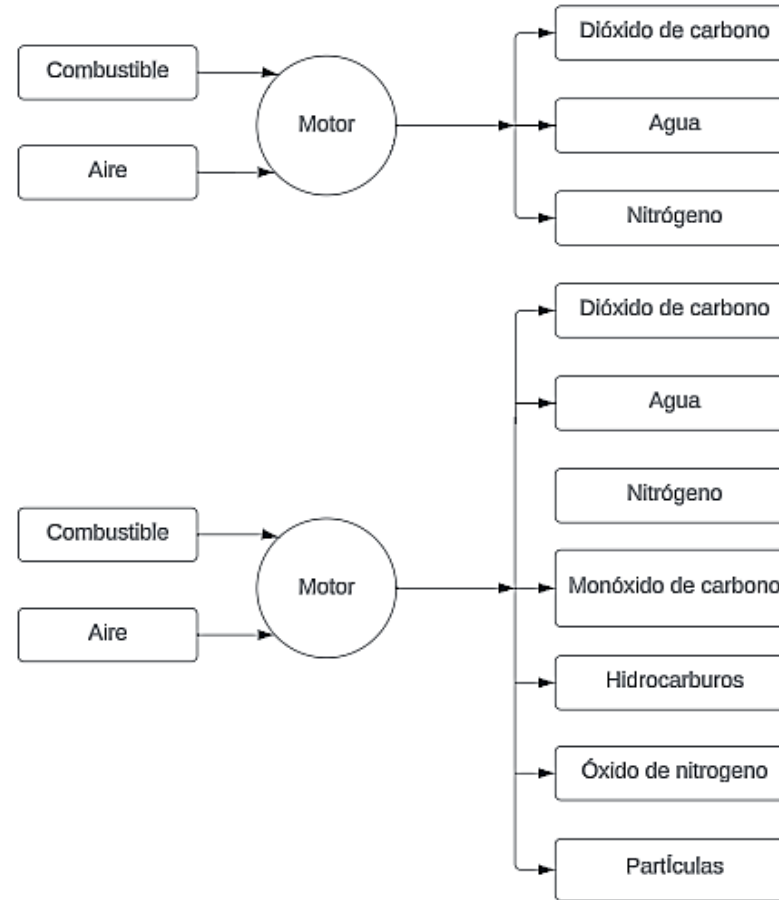 Combustible
Aire
Motor
Dióxido de carbono
Agua
Nitrógeno
Combustible
Aire
Motor
Dióxido de carbono
Agua
Nitrógeno
Monóxido de carbono
Hidrocarburos
Óxido de nitrogeno
PartÍculas